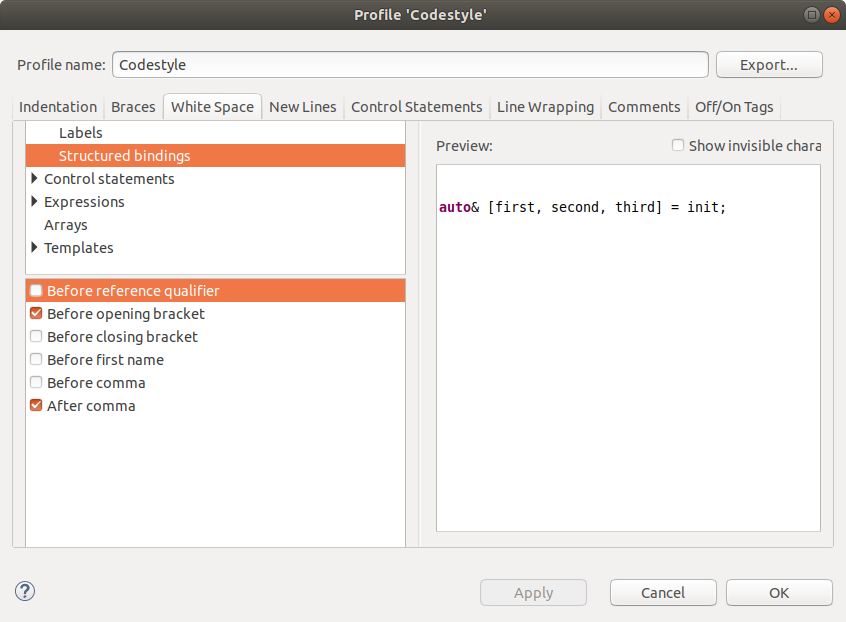 Profile 'Codestyle'
Profile name: Codestyle Export...
Indentation Braces White Space New Lines Control Statements Line Wrapping Comments Off/On Tags
Labels
Structured bindings
Control statements
Expressions
Arrays
Templates
Before reference qualifier
Before opening bracket
Before closing bracket
Before first name
Before comma
After comma
Preview: Show invisible chara
auto& [first, second, third] = init;
? Apply Cancel OK